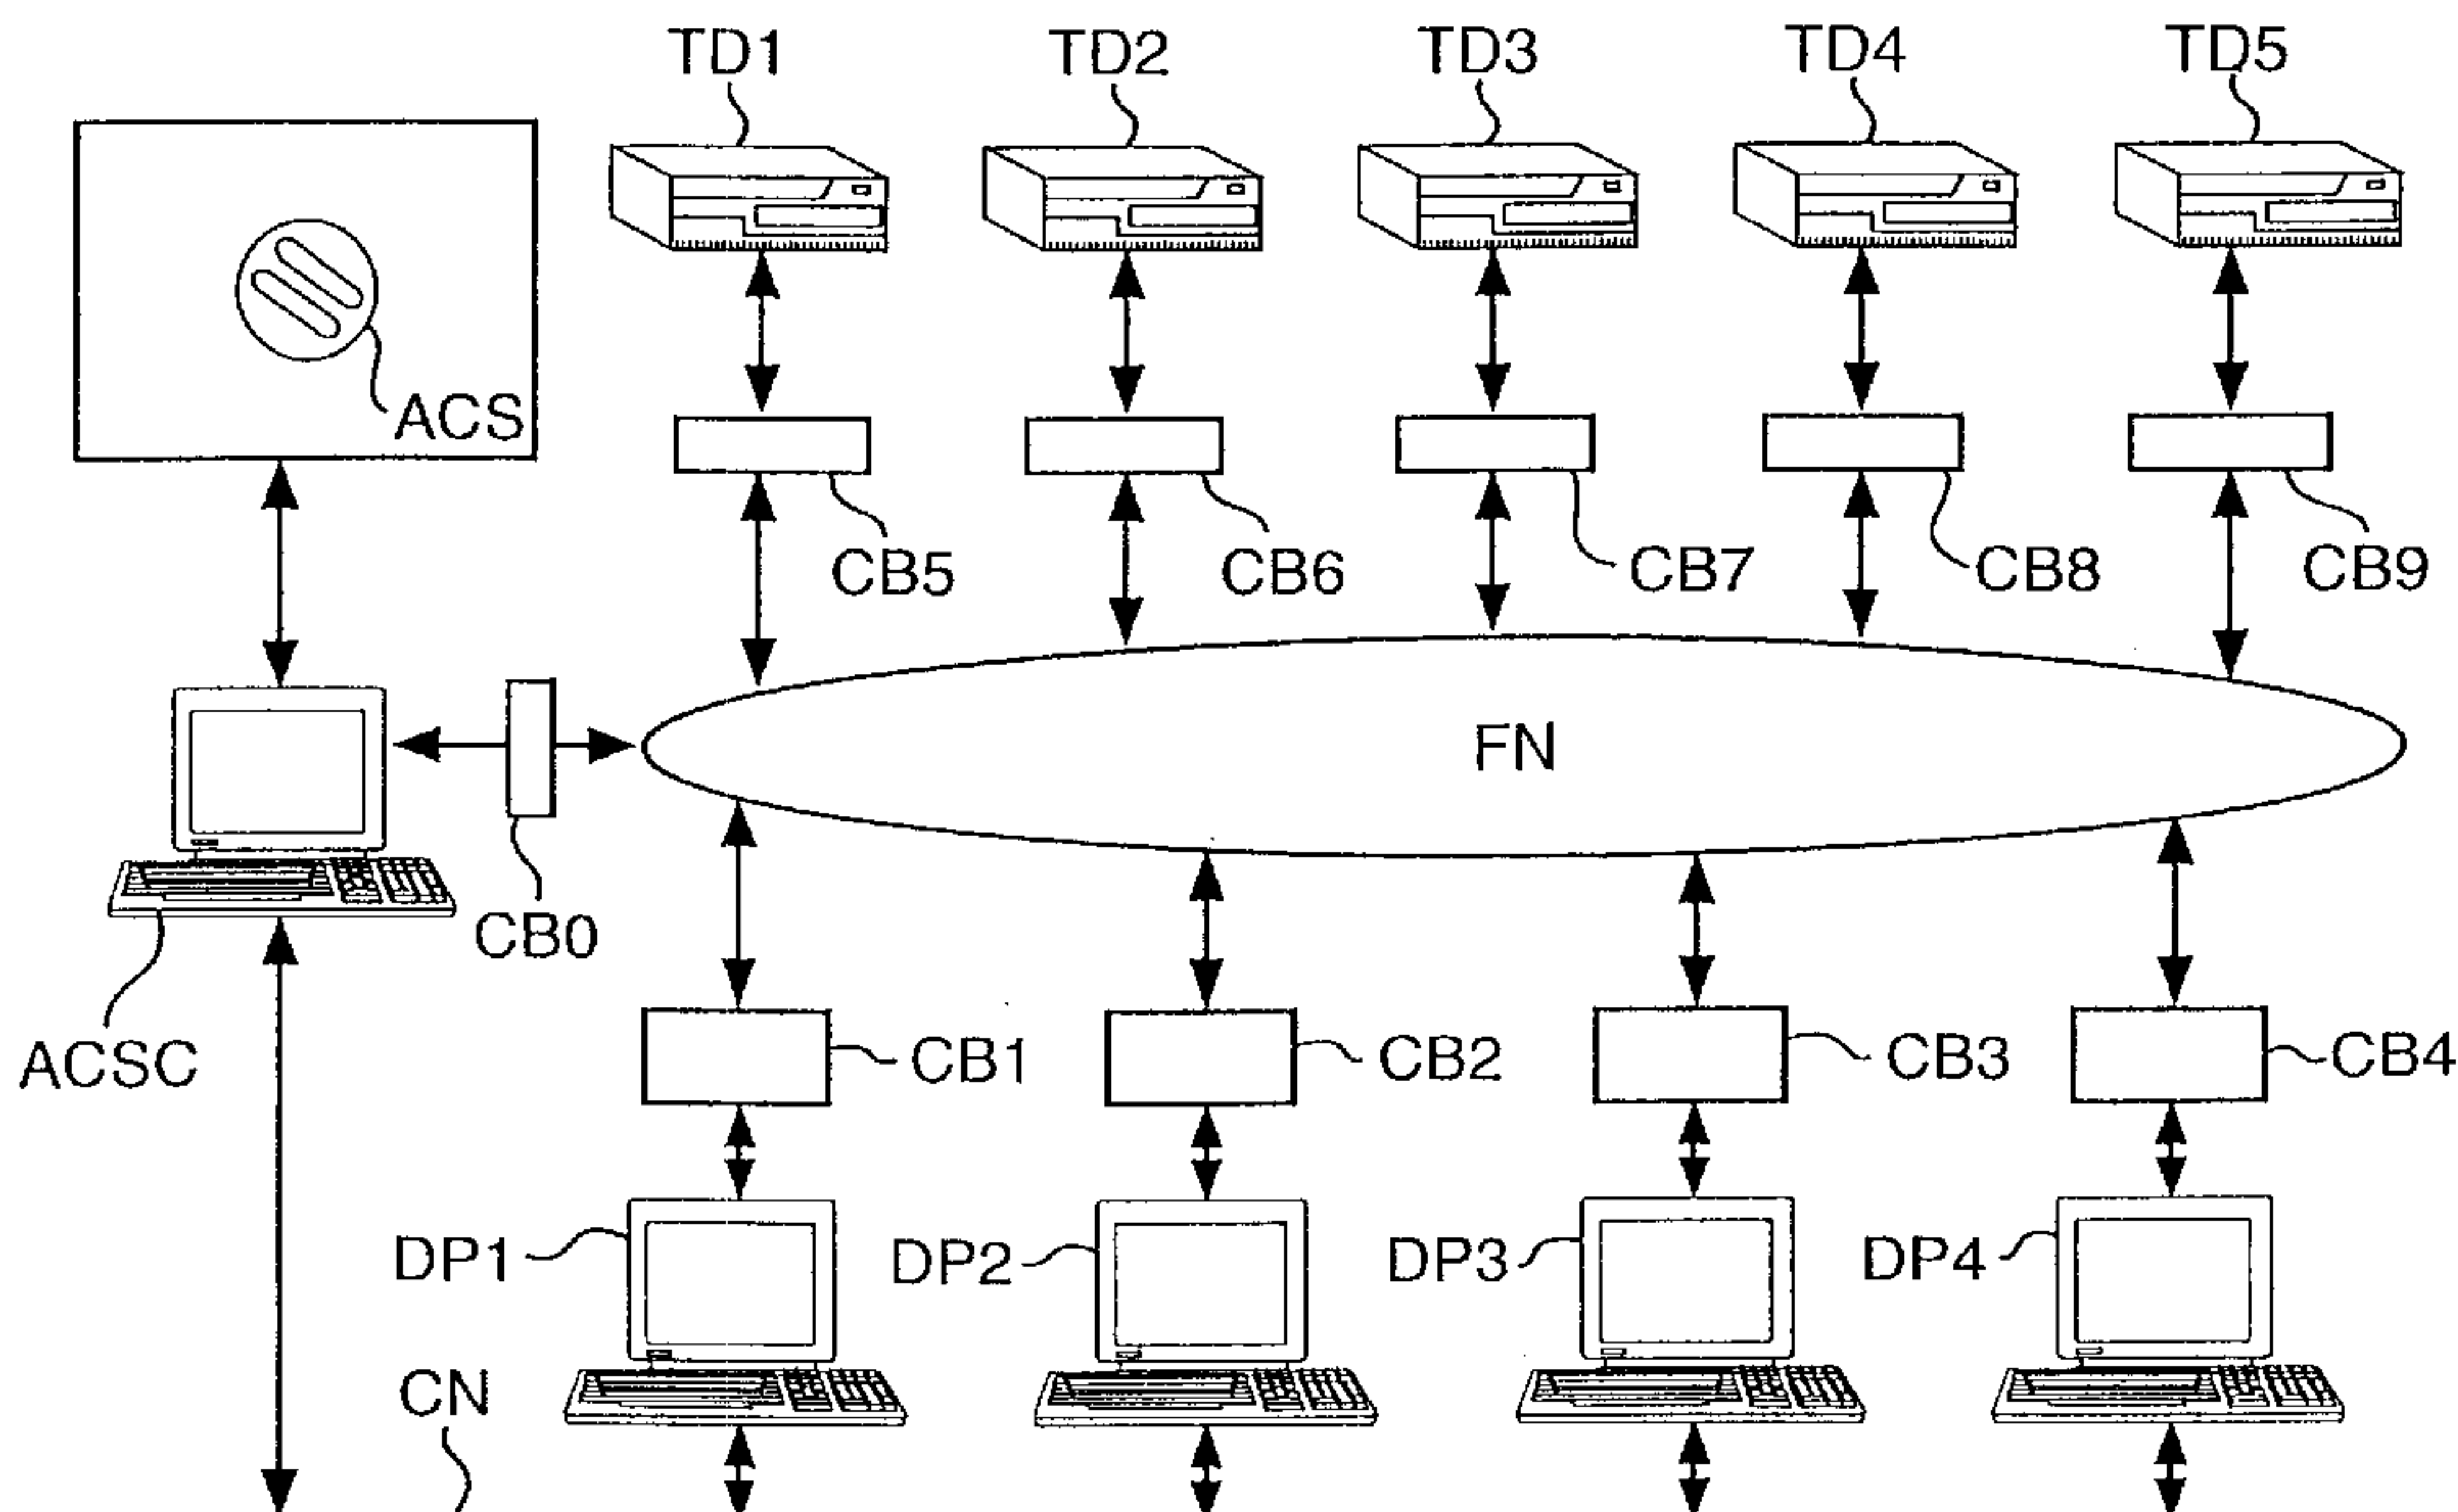 TD1 TD2 TD3 TD4 TD5
ACS
CB5 CB6 CB7 CB8 CB9
FN
CB0
ACSC
CB1 CB2 CB3 CB4
DP1 DP2 DP3 DP4
CN